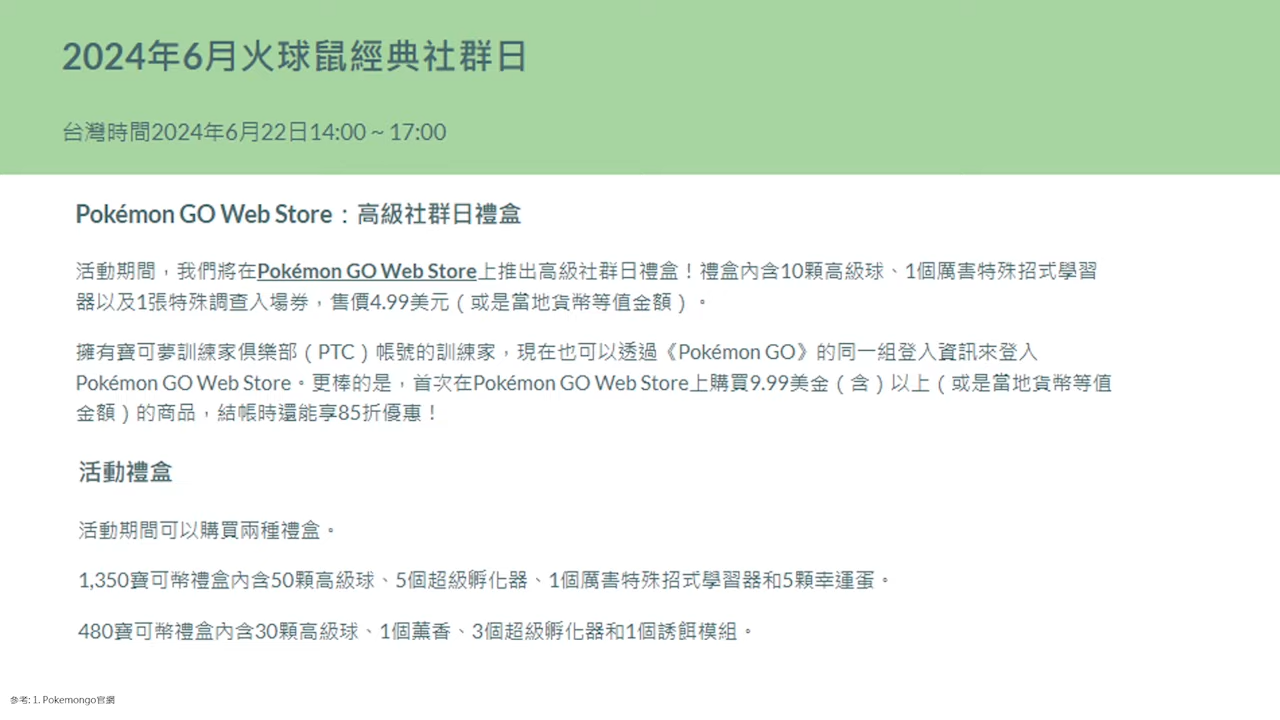 2024年6月火球鼠經典社群日
台灣時間2024年6月22日14:00 ~ 17:00
Pokémon GO Web Store：高級社群日禮盒
活動期間，我們將在Pokémon GO Web Store上推出高級社群日禮盒！禮盒內含10顆高級球、1個厲害特殊招式學習
器以及1張特殊調查入場券，售價4.99美元（或是當地貨幣等值金額）。
擁有寶可夢訓練家俱樂部（PTC）帳號的訓練家，現在也可以透過《Pokémon GO》的同一組登入資訊來登入
Pokémon GO Web Store。更棒的是，首次在Pokémon GO Web Store上購買9.99美金（含）以上（或是當地貨幣等值
金額）的商品，結帳時還能享85折優惠！
活動禮盒
活動期間可以購買兩種禮盒。
1,350寶可幣禮盒內含50顆高級球、5個超級孵化器、1個厲害特殊招式學習器和5顆幸運蛋。
480寶可幣禮盒內含30顆高級球、1個薰香、3個超級孵化器和1個誘餌模組。
參考: 1. Pokemongo官網